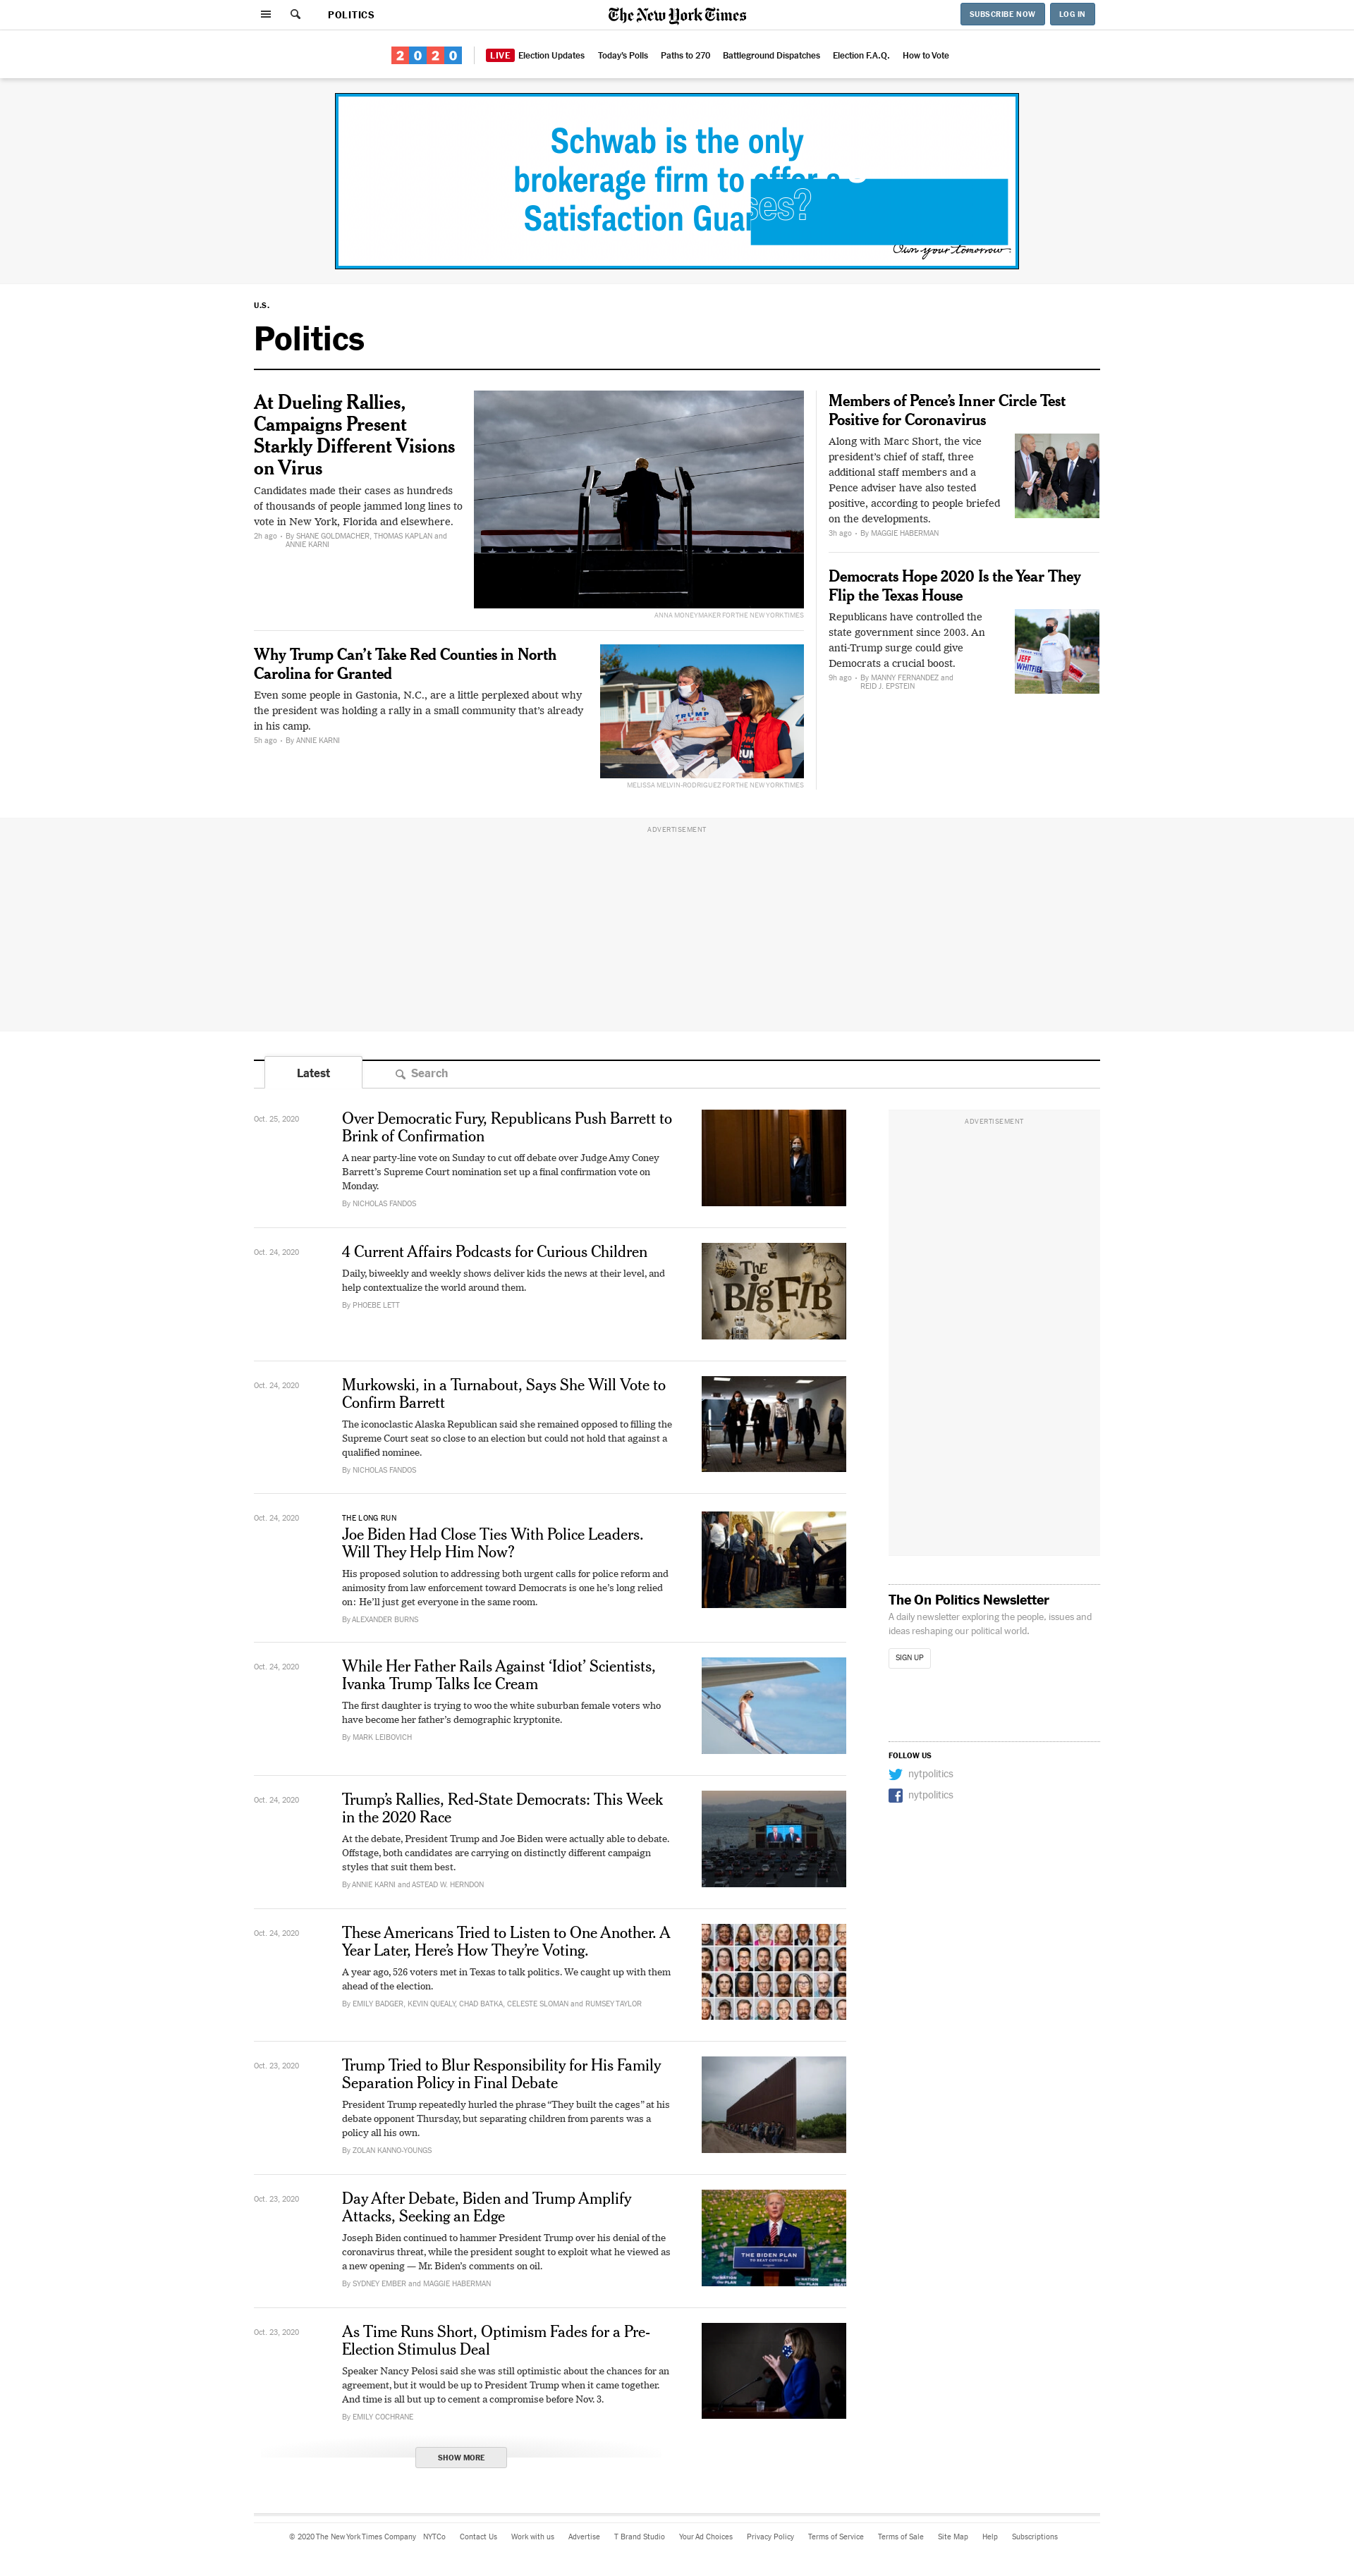 POLITICS
The New York Times
SUBSCRIBE NOW
LOG IN
2020
LIVE Election Updates Today's Polls Paths to 270 Battleground Dispatches Election F.A.Q. How to Vote
Schwab is the only
brokerage firm to offer a
Satisfaction Guar
ses?
Own your tomorrow
U.S.
Politics
At Dueling Rallies,
Campaigns Present
Starkly Different Visions
on Virus
Candidates made their cases as hundreds
of thousands of people jammed long lines to
vote in New York, Florida and elsewhere.
2h ago • By SHANE GOLDMACHER, THOMAS KAPLAN and
ANNIE KARNI
ANNA MONEYMAKER FOR THE NEW YORK TIMES
Why Trump Can't Take Red Counties in North
Carolina for Granted
Even some people in Gastonia, N.C., are a little perplexed about why
the president was holding a rally in a small community that's already
in his camp.
5h ago • By ANNIE KARNI
TRUMP
PENCE
MELISSA MELVIN-RODRIGUEZ FOR THE NEW YORK TIMES
Members of Pence's Inner Circle Test
Positive for Coronavirus
Along with Marc Short, the vice
president's chief of staff, three
additional staff members and a
Pence adviser have also tested
positive, according to people briefed
on the developments.
3h ago • By MAGGIE HABERMAN
Democrats Hope 2020 Is the Year They
Flip the Texas House
Republicans have controlled the
state government since 2003. An
anti-Trump surge could give
Democrats a crucial boost.
9h ago • By MANNY FERNANDEZ and
REID J. EPSTEIN
JEFF
WHITFIELD
ADVERTISEMENT
Latest
Search
Oct. 25, 2020
Over Democratic Fury, Republicans Push Barrett to
Brink of Confirmation
A near party-line vote on Sunday to cut off debate over Judge Amy Coney
Barrett's Supreme Court nomination set up a final confirmation vote on
Monday.
By NICHOLAS FANDOS
ADVERTISEMENT
Oct. 24, 2020
4 Current Affairs Podcasts for Curious Children
Daily, biweekly and weekly shows deliver kids the news at their level, and
help contextualize the world around them.
By PHOEBE LETT
THE
BIG FIB
Oct. 24, 2020
Murkowski, in a Turnabout, Says She Will Vote to
Confirm Barrett
The iconoclastic Alaska Republican said she remained opposed to filling the
Supreme Court seat so close to an election but could not hold that against a
qualified nominee.
By NICHOLAS FANDOS
Oct. 24, 2020
THE LONG RUN
Joe Biden Had Close Ties With Police Leaders.
Will They Help Him Now?
His proposed solution to addressing both urgent calls for police reform and
animosity from law enforcement toward Democrats is one he's long relied
on: He'll just get everyone in the same room.
By ALEXANDER BURNS
The On Politics Newsletter
A daily newsletter exploring the people, issues and
ideas reshaping our political world.
SIGN UP
Oct. 24, 2020
While Her Father Rails Against ‘Idiot’ Scientists,
Ivanka Trump Talks Ice Cream
The first daughter is trying to woo the white suburban female voters who
have become her father's demographic kryptonite.
By MARK LEIBOVICH
FOLLOW US
nytpolitics
nytpolitics
Oct. 24, 2020
Trump's Rallies, Red-State Democrats: This Week
in the 2020 Race
At the debate, President Trump and Joe Biden were actually able to debate.
Offstage, both candidates are carrying on distinctly different campaign
styles that suit them best.
By ANNIE KARNI and ASTEAD W. HERNDON
Oct. 24, 2020
These Americans Tried to Listen to One Another. A
Year Later, Here's How They're Voting.
A year ago, 526 voters met in Texas to talk politics. We caught up with them
ahead of the election.
By EMILY BADGER, KEVIN QUEALY, CHAD BATKA, CELESTE SLOMAN and RUMSEY TAYLOR
Oct. 23, 2020
Trump Tried to Blur Responsibility for His Family
Separation Policy in Final Debate
President Trump repeatedly hurled the phrase “They built the cages” at his
debate opponent Thursday, but separating children from parents was a
policy all his own.
By ZOLAN KANNO-YOUNGS
Oct. 23, 2020
Day After Debate, Biden and Trump Amplify
Attacks, Seeking an Edge
Joseph Biden continued to hammer President Trump over his denial of the
coronavirus threat, while the president sought to exploit what he viewed as
a new opening — Mr. Biden's comments on oil.
By SYDNEY EMBER and MAGGIE HABERMAN
THE BIDEN PLAN
TO BEAT COVID-19
Oct. 23, 2020
As Time Runs Short, Optimism Fades for a Pre-
Election Stimulus Deal
Speaker Nancy Pelosi said she was still optimistic about the chances for an
agreement, but it would be up to President Trump when it came together.
And time is all but up to cement a compromise before Nov. 3.
By EMILY COCHRANE
SHOW MORE
© 2020 The New York Times Company NYTCo Contact Us Work with us Advertise T Brand Studio Your Ad Choices Privacy Policy Terms of Service Terms of Sale Site Map Help Subscriptions